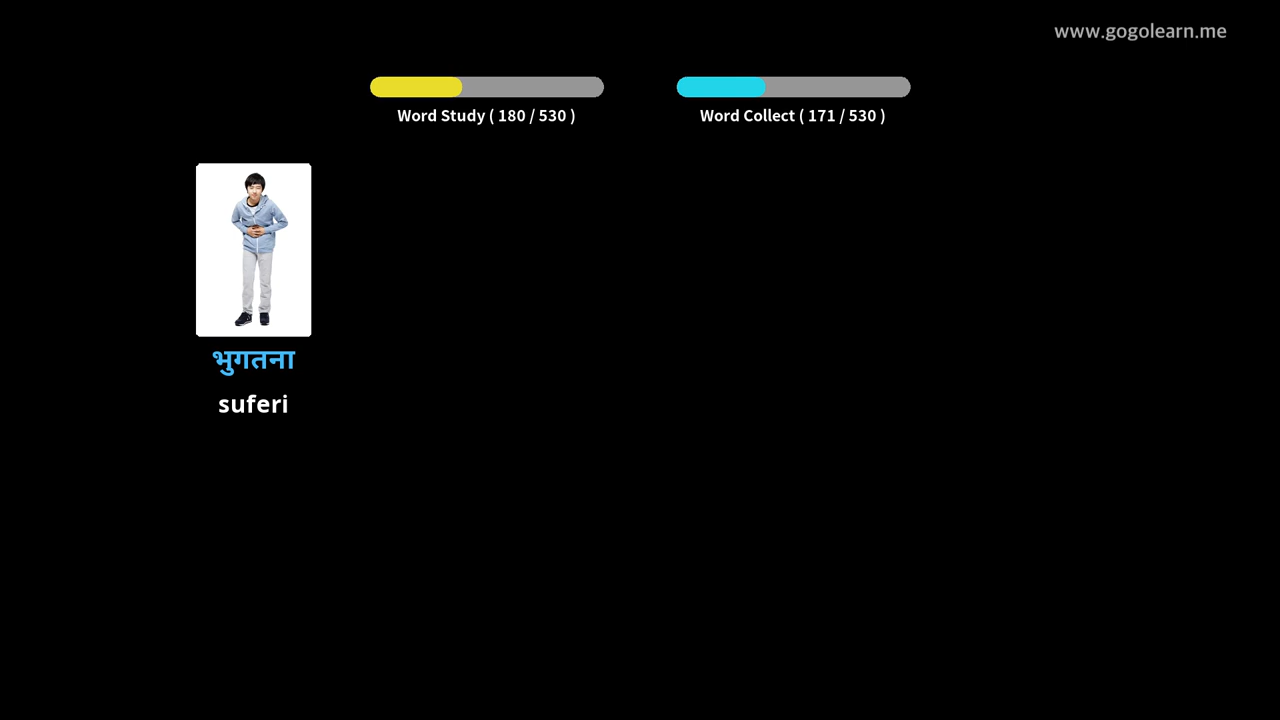 www.gogolearn.me
Word Study ( 180 / 530 )
Word Collect ( 171 / 530 )
भुगतना
suferi